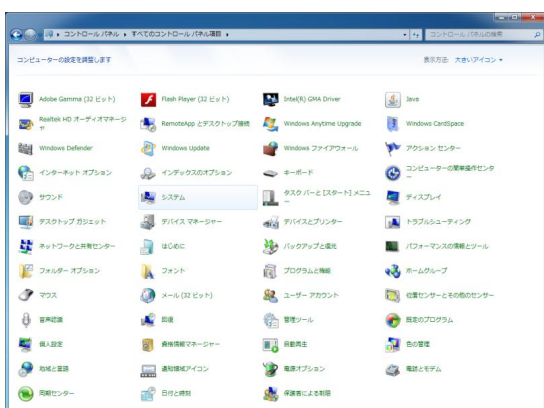 コントロール パネル ▸ すべてのコントロール パネル項目 ▸
コントロール パネルの検索
コンピューターの設定を調整します
表示方法: 大きいアイコン
Adobe Gamma (32 ビット)
Flash Player (32 ビット)
Intel(R) GMA Driver
Java
Realtek HD オーディオマネージ
ャ
RemoteApp とデスクトップ接続
Windows Anytime Upgrade
Windows CardSpace
Windows Defender
Windows Update
Windows ファイアウォール
アクション センター
インターネット オプション
インデックスのオプション
キーボード
コンピューターの簡単操作センタ
ー
サウンド
システム
タスク バーと [スタート] メニュ
ー
ディスプレイ
デスクトップ ガジェット
デバイス マネージャー
デバイスとプリンター
トラブルシューティング
ネットワークと共有センター
はじめに
バックアップと復元
パフォーマンスの情報とツール
フォルダー オプション
フォント
プログラムと機能
ホームグループ
マウス
メール (32 ビット)
ユーザー アカウント
位置センサーとその他のセンサー
音声認識
回復
管理ツール
既定のプログラム
個人設定
資格情報マネージャー
自動再生
色の管理
地域と言語
通知領域アイコン
電源オプション
電話とモデム
同期センター
日付と時刻
保護者による制限